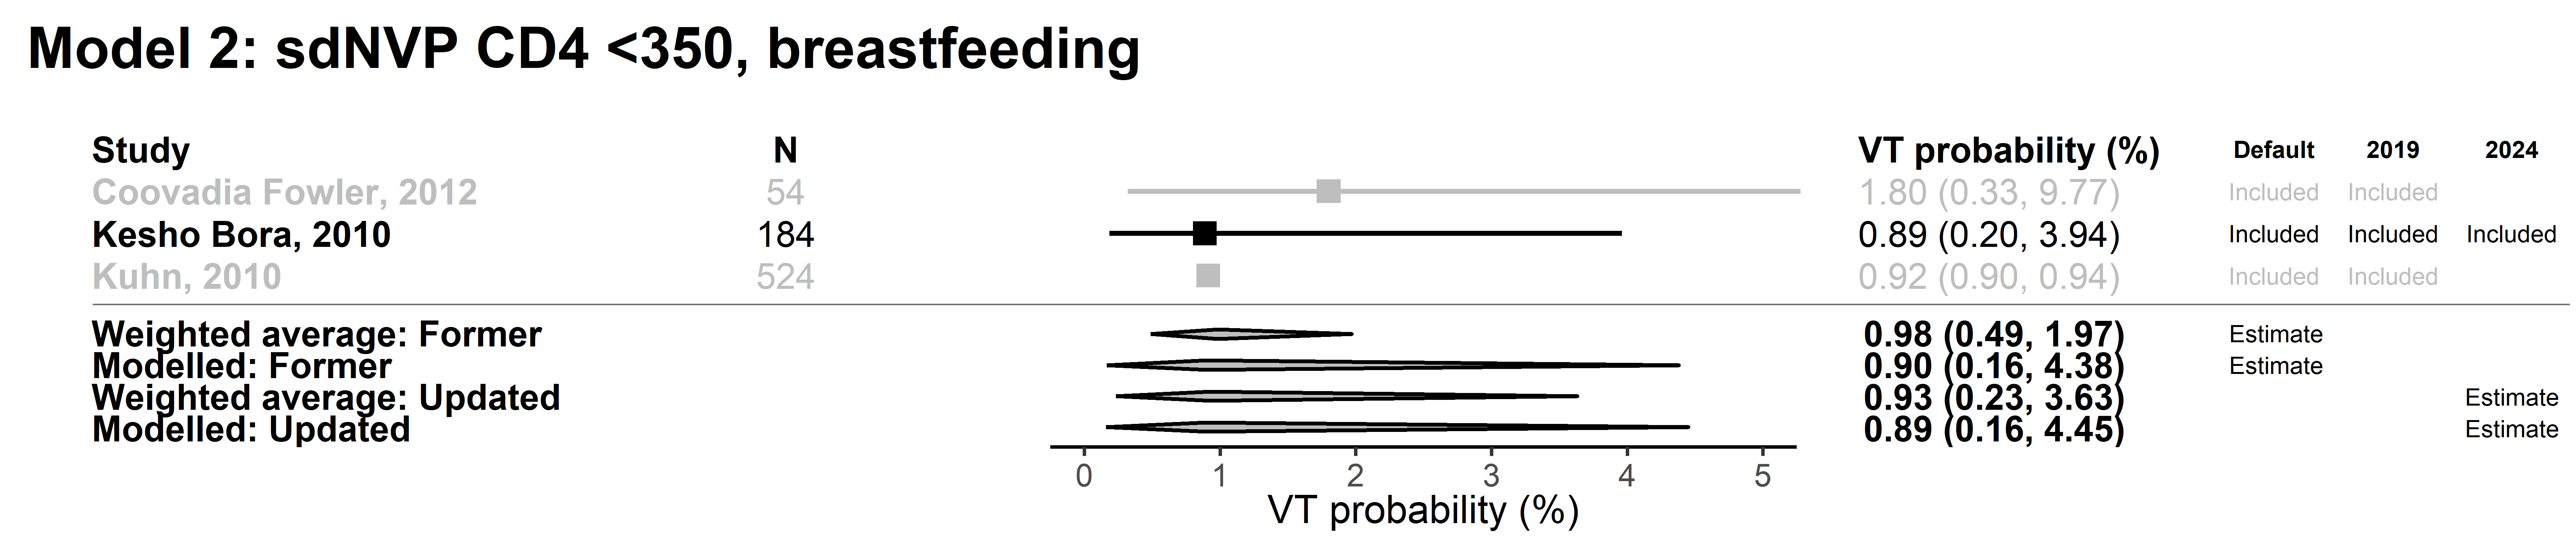 Model 2: sdNVP CD4 <350, breastfeeding
Study N VT probability (%) Default 2019 2024
Coovadia Fowler, 2012 54 1.80 (0.33, 9.77) Included Included
Kesho Bora, 2010 184 0.89 (0.20, 3.94) Included Included Included
Kuhn, 2010 524 0.92 (0.90, 0.94) Included Included
Weighted average: Former 0.98 (0.49, 1.97) Estimate
Modelled: Former 0.90 (0.16, 4.38) Estimate
Weighted average: Updated 0.93 (0.23, 3.63) Estimate
Modelled: Updated 0.89 (0.16, 4.45) Estimate
0 1 2 3 4 5
VT probability (%)